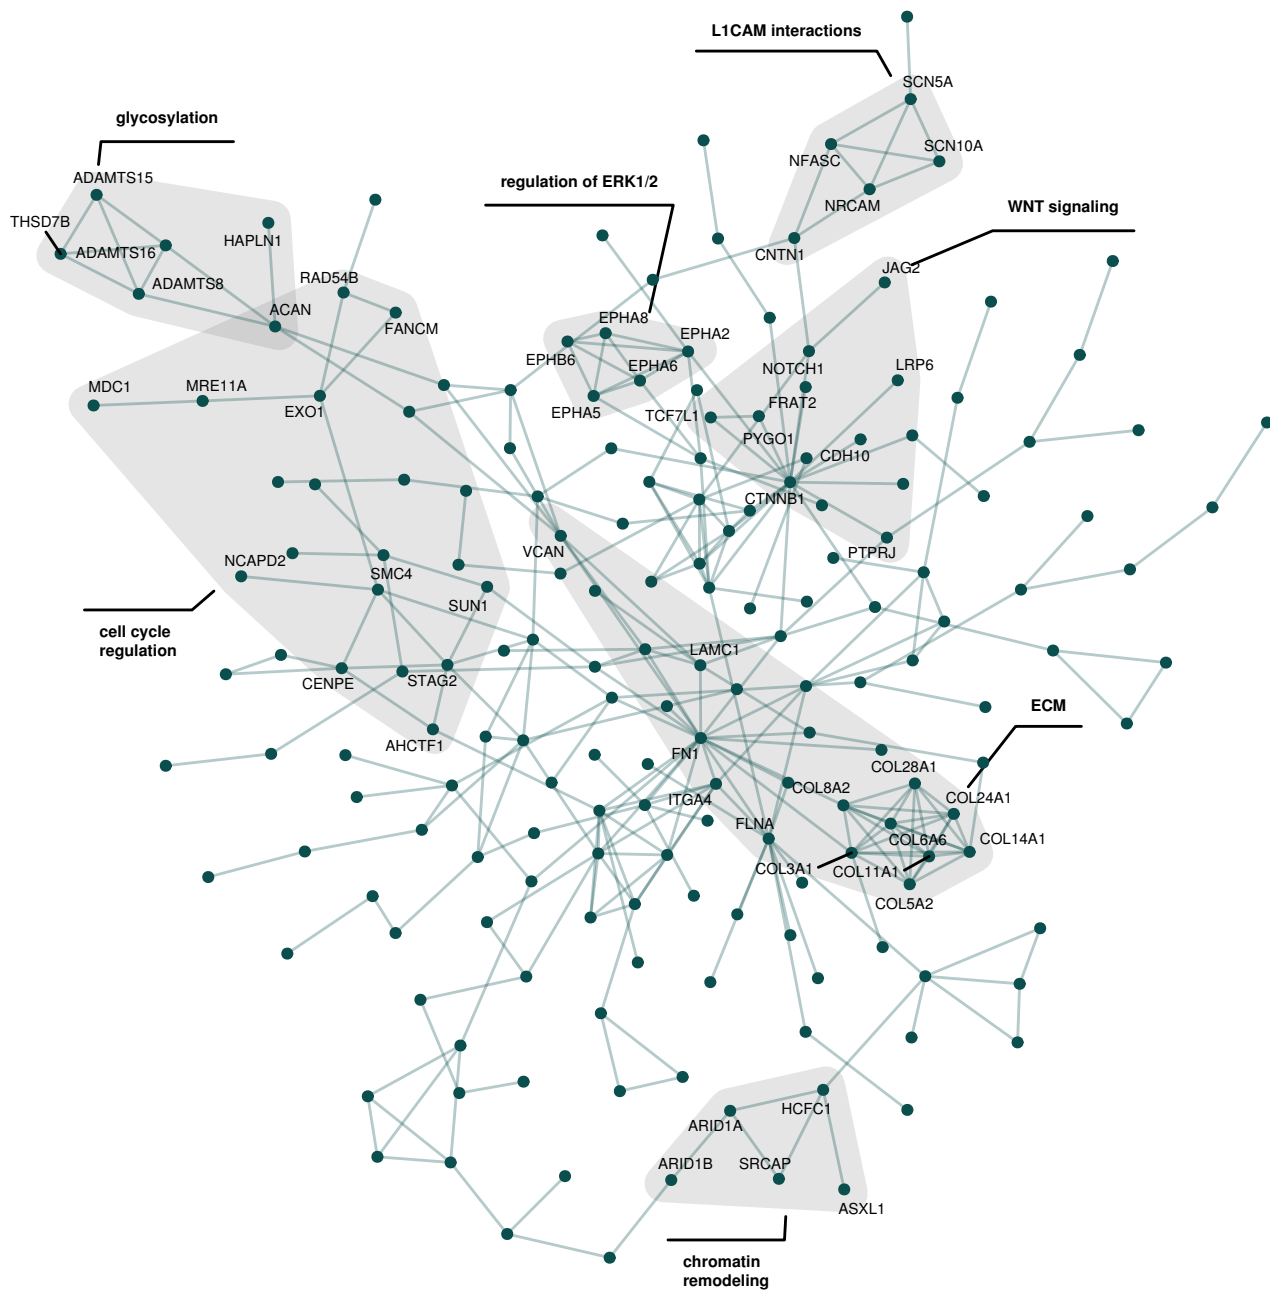 L1CAM interactions
SCN5A
glycosylation
SCN10A
NFASC
ADAMTS15
regulation of ERK1/2
NRCAM
WNT signaling
THSD7B
HAPLN1
ADAMTS16
CNTN1
JAG2
RAD54B
ADAMTS8
ACAN
EPHA8
FANCM
EPHA2
EPHB6
EPHA6
NOTCH1
LRP6
MDC1
MRE11A
FRAT2
EXO1
EPHA5
TCF7L1
PYGO1
CDH10
CTNNB1
VCAN
PTPRJ
NCAPD2
SMC4
SUN1
cell cycle
regulation
LAMC1
CENPE
STAG2
ECM
AHCTF1
FN1
COL28A1
COL8A2
COL24A1
ITGA4
FLNA
COL6A6
COL14A1
COL3A1
COL11A1
COL5A2
HCFC1
ARID1A
ARID1B
SRCAP
ASXL1
chromatin
remodeling